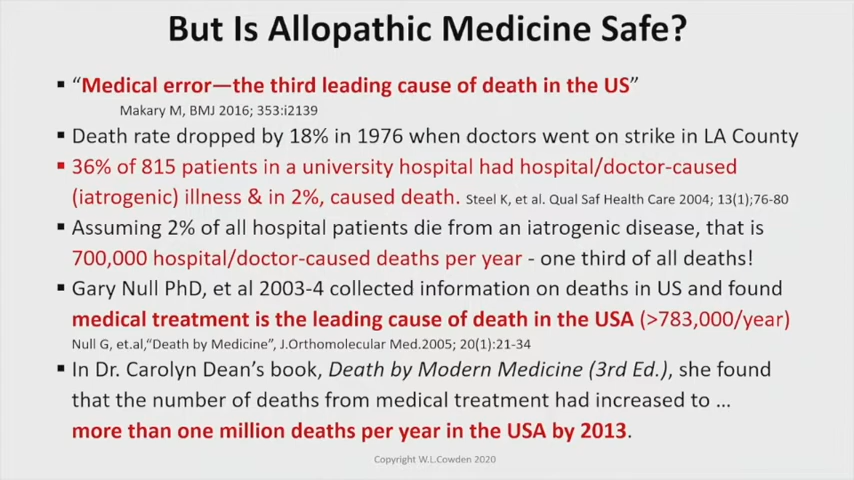 But Is Allopathic Medicine Safe?
▪ “Medical error—the third leading cause of death in the US”
Makary M, BMJ 2016; 353:i2139
▪ Death rate dropped by 18% in 1976 when doctors went on strike in LA County
▪ 36% of 815 patients in a university hospital had hospital/doctor-caused
(iatrogenic) illness & in 2%, caused death. Steel K, et al. Qual Saf Health Care 2004; 13(1);76-80
▪ Assuming 2% of all hospital patients die from an iatrogenic disease, that is
700,000 hospital/doctor-caused deaths per year - one third of all deaths!
▪ Gary Null PhD, et al 2003-4 collected information on deaths in US and found
medical treatment is the leading cause of death in the USA (>783,000/year)
Null G, et.al,“Death by Medicine”, J.Orthomolecular Med.2005; 20(1):21-34
▪ In Dr. Carolyn Dean’s book, Death by Modern Medicine (3rd Ed.), she found
that the number of deaths from medical treatment had increased to …
more than one million deaths per year in the USA by 2013.
Copyright W.L.Cowden 2020